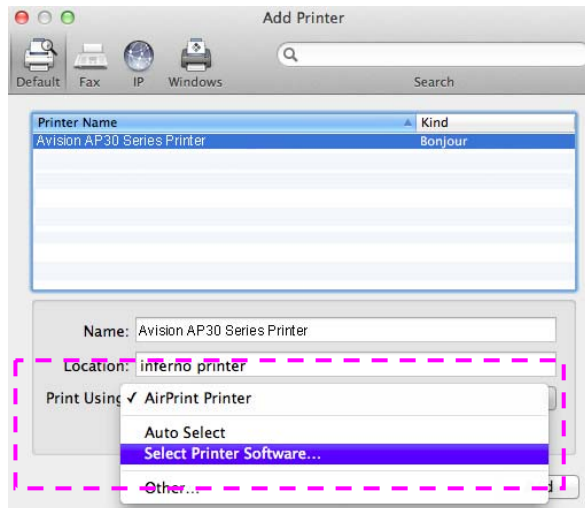 Add Printer
Default Fax IP Windows Search
Printer Name Kind
Avision AP30 Series Printer Bonjour
Name: Avision AP30 Series Printer
Location: inferno printer
Print Using ✓ AirPrint Printer
Auto Select
Select Printer Software...
Other...